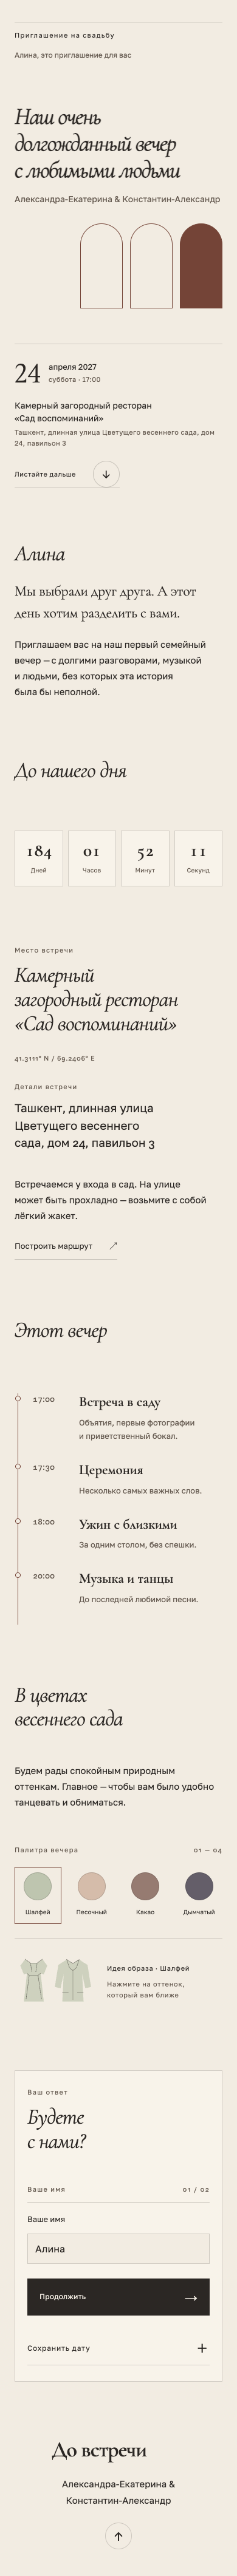 Приглашение на свадьбу
Алина, это приглашение для вас
Наш очень
долгожданный вечер
с любимыми людьми
Александра-Екатерина & Константин-Александр
24
апреля 2027
суббота · 17:00
Камерный загородный ресторан
«Сад воспоминаний»
Ташкент, длинная улица Цветущего весеннего сада, дом
24, павильон 3
Листайте дальше
Алина
Мы выбрали друг друга. А этот
день хотим разделить с вами.
Приглашаем вас на наш первый семейный
вечер — с долгими разговорами, музыкой
и людьми, без которых эта история
была бы неполной.
До нашего дня
184
Дней
01
Часов
52
Минут
11
Секунд
Место встречи
Камерный
загородный ресторан
«Сад воспоминаний»
41.3111° N / 69.2406° E
Детали встречи
Ташкент, длинная улица
Цветущего весеннего
сада, дом 24, павильон 3
Встречаемся у входа в сад. На улице
может быть прохладно — возьмите с собой
лёгкий жакет.
Построить маршрут
Этот вечер
17:00
Встреча в саду
Объятия, первые фотографии
и приветственный бокал.
17:30
Церемония
Несколько самых важных слов.
18:00
Ужин с близкими
За одним столом, без спешки.
20:00
Музыка и танцы
До последней любимой песни.
В цветах
весеннего сада
Будем рады спокойным природным
оттенкам. Главное — чтобы вам было удобно
танцевать и обниматься.
Палитра вечера
01 — 04
Шалфей
Песочный
Какао
Дымчатый
Идея образа · Шалфей
Нажмите на оттенок,
который вам ближе
Ваш ответ
Будете
с нами?
Ваше имя
01 / 02
Ваше имя
Алина
Продолжить
Сохранить дату
До встречи
Александра-Екатерина &
Константин-Александр